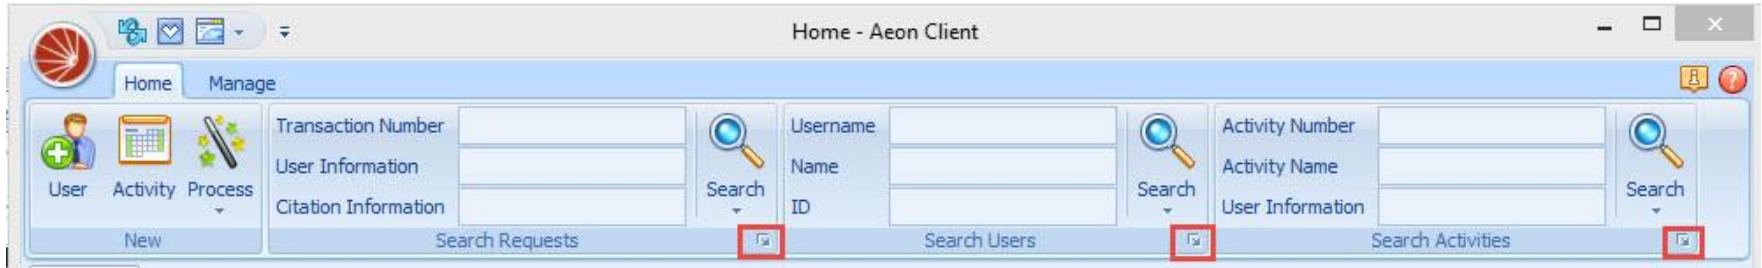 Home - Aeon Client
Home Manage
Transaction Number
User Information
Citation Information
Search
Username
Name
ID
Search
Activity Number
Activity Name
User Information
Search
User Activity Process
New Search Requests Search Users Search Activities